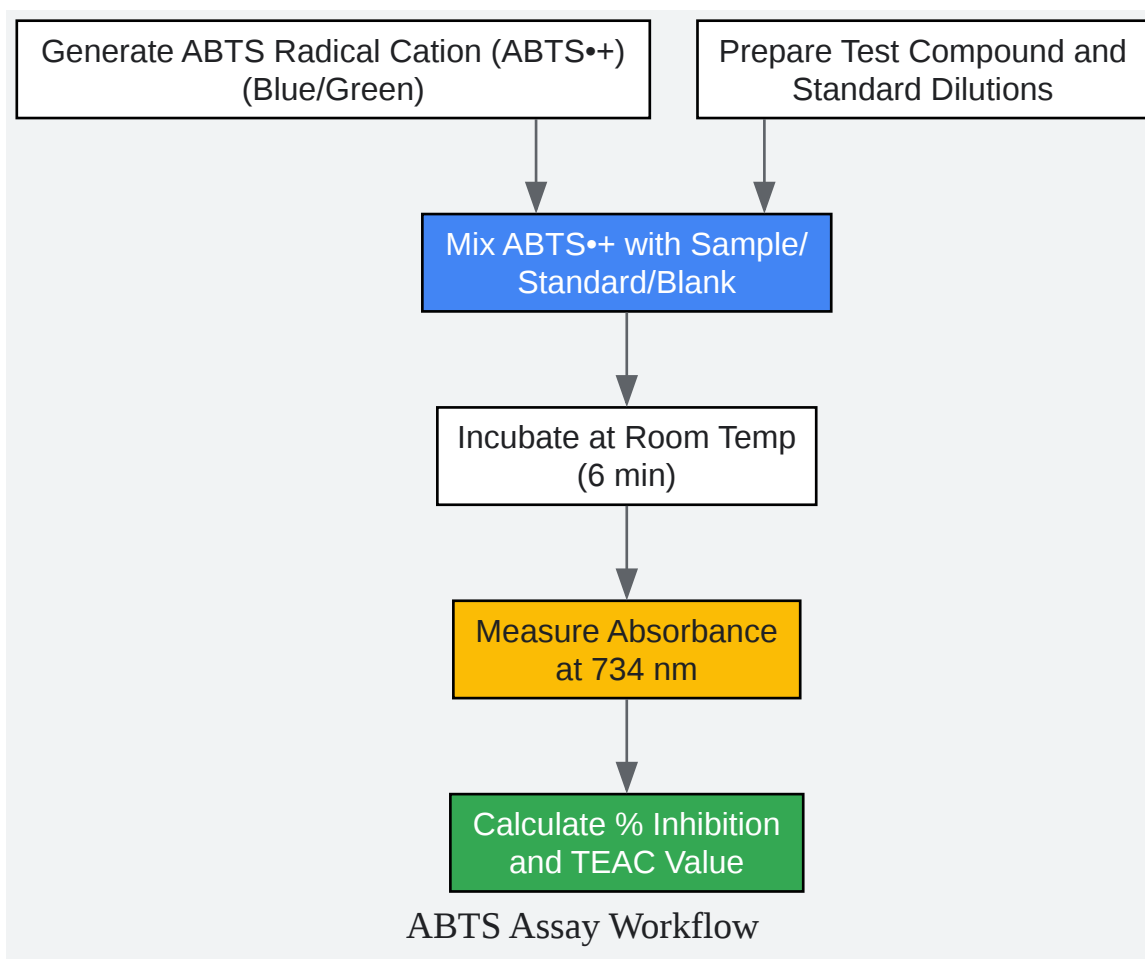 Generate ABTS Radical Cation (ABTS•+)
(Blue/Green)
Prepare Test Compound and
Standard Dilutions
Mix ABTS•+ with Sample/
Standard/Blank
Incubate at Room Temp
(6 min)
Measure Absorbance
at 734 nm
Calculate % Inhibition
and TEAC Value
ABTS Assay Workflow